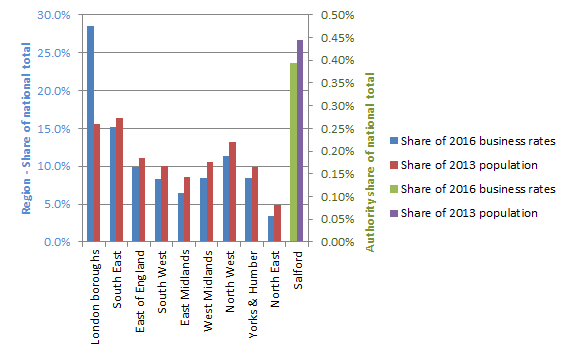 30.0%
25.0%
20.0%
15.0%
10.0%
5.0%
0.0%
Region - Share of national total
0.50%
0.45%
0.40%
0.35%
0.30%
0.25%
0.20%
0.15%
0.10%
0.05%
0.00%
Authority share of national total
London boroughs
South East
East of England
South West
East Midlands
West Midlands
North West
Yorks & Humber
North East
Salford
Share of 2016 business rates
Share of 2013 population
Share of 2016 business rates
Share of 2013 population